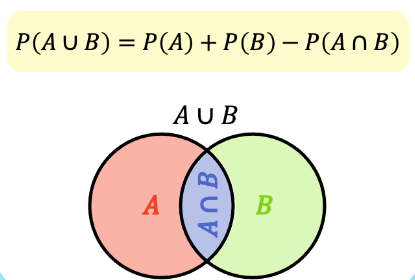 P(A ∪ B) = P(A) + P(B) − P(A ∩ B)
A ∪ B
A
A ∩ B
B